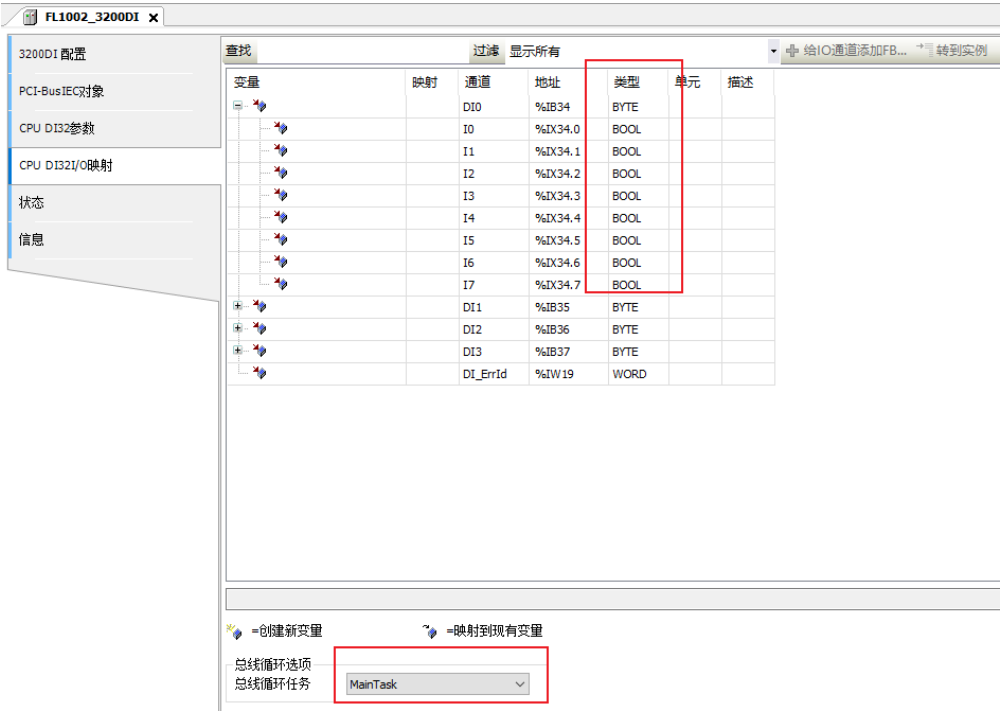 FL1002_3200DI
3200DI 配置
PCI-BusIEC对象
CPU DI32参数
CPU DI32I/O映射
状态
信息
查找 过滤 显示所有 给IO通道添加FB... 转到实例
变量 映射 通道 地址 类型 单元 描述
DI0 %IB34 BYTE
I0 %IX34.0 BOOL
I1 %IX34.1 BOOL
I2 %IX34.2 BOOL
I3 %IX34.3 BOOL
I4 %IX34.4 BOOL
I5 %IX34.5 BOOL
I6 %IX34.6 BOOL
I7 %IX34.7 BOOL
DI1 %IB35 BYTE
DI2 %IB36 BYTE
DI3 %IB37 BYTE
DI_ErrId %IW19 WORD
=创建新变量 =映射到现有变量
总线循环选项
总线循环任务 MainTask